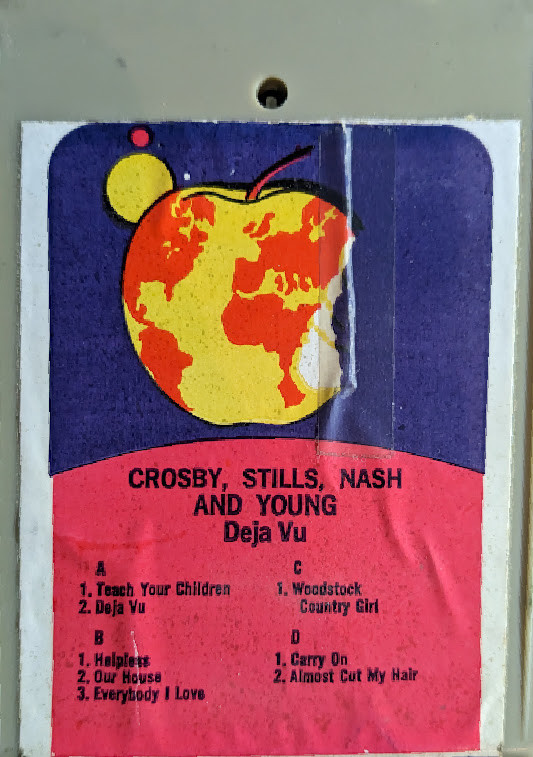 CROSBY, STILLS, NASH
AND YOUNG
Deja Vu
A
1. Teach Your Children
2. Deja Vu
B
1. Helpless
2. Our House
3. Everybody I Love
C
1. Woodstock
Country Girl
D
1. Carry On
2. Almost Cut My Hair